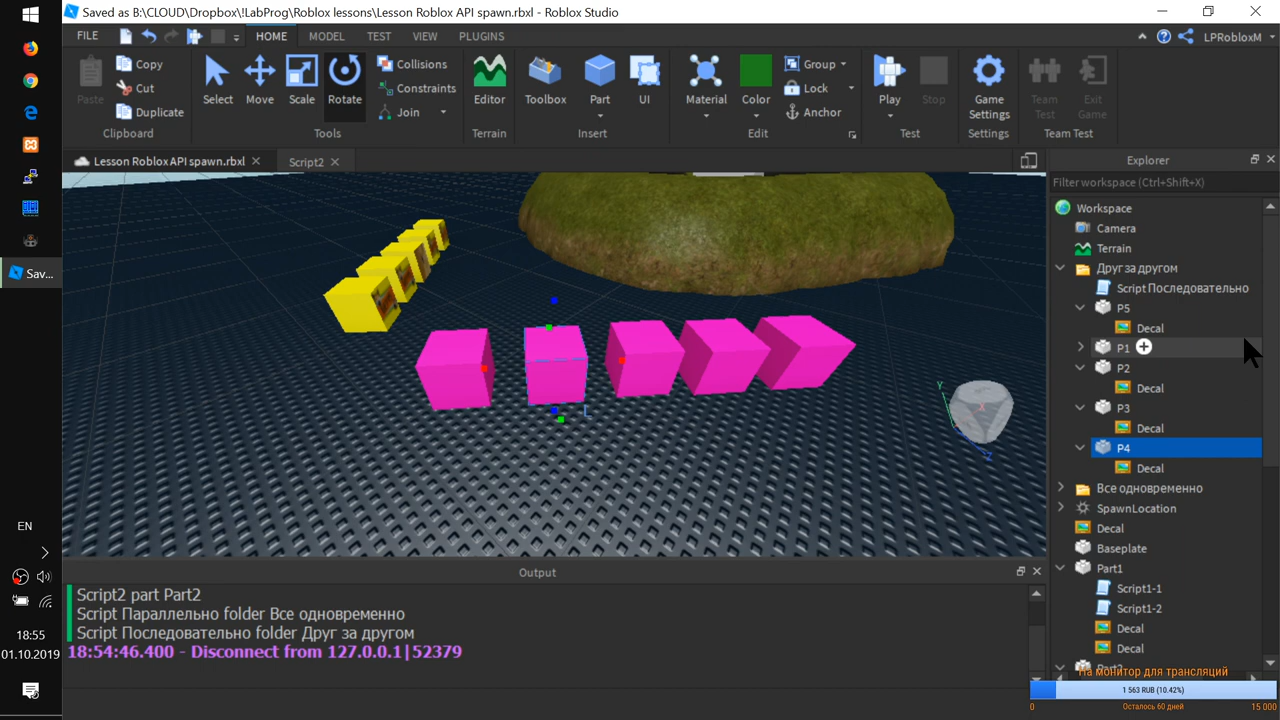 Saved as B:\CLOUD\Dropbox\!LabProg\Roblox lessons\Lesson Roblox API spawn.rbxl - Roblox Studio
FILE HOME MODEL TEST VIEW PLUGINS LPRobloxM
Paste
Copy
Cut
Duplicate
Clipboard
Select Move Scale Rotate
Collisions
Constraints
Join
Tools
Editor
Terrain
Toolbox Part UI
Insert
Material Color
Group
Lock
Anchor
Edit
Play Stop
Test
Game Settings
Settings
Team Test
Exit Game
Team Test
Lesson Roblox API spawn.rbxl
Script2
Explorer
Filter workspace (Ctrl+Shift+X)
Workspace
Camera
Terrain
Друг за другом
Script Последовательно
P5
Decal
P1
P2
Decal
P3
Decal
P4
Decal
Все одновременно
SpawnLocation
Decal
Baseplate
Part1
Script1-1
Script1-2
Decal
Decal
Part2
Y
X
Z
L
Output
Script2 part Part2
Script Параллельно folder Все одновременно
Script Последовательно folder Друг за другом
18:54:46.400 - Disconnect from 127.0.0.1|52379
Sav...
EN
18:55
01.10.2019
На монитор для трансляций
1 563 RUB (10.42%)
0 Осталось 60 дней 15 000